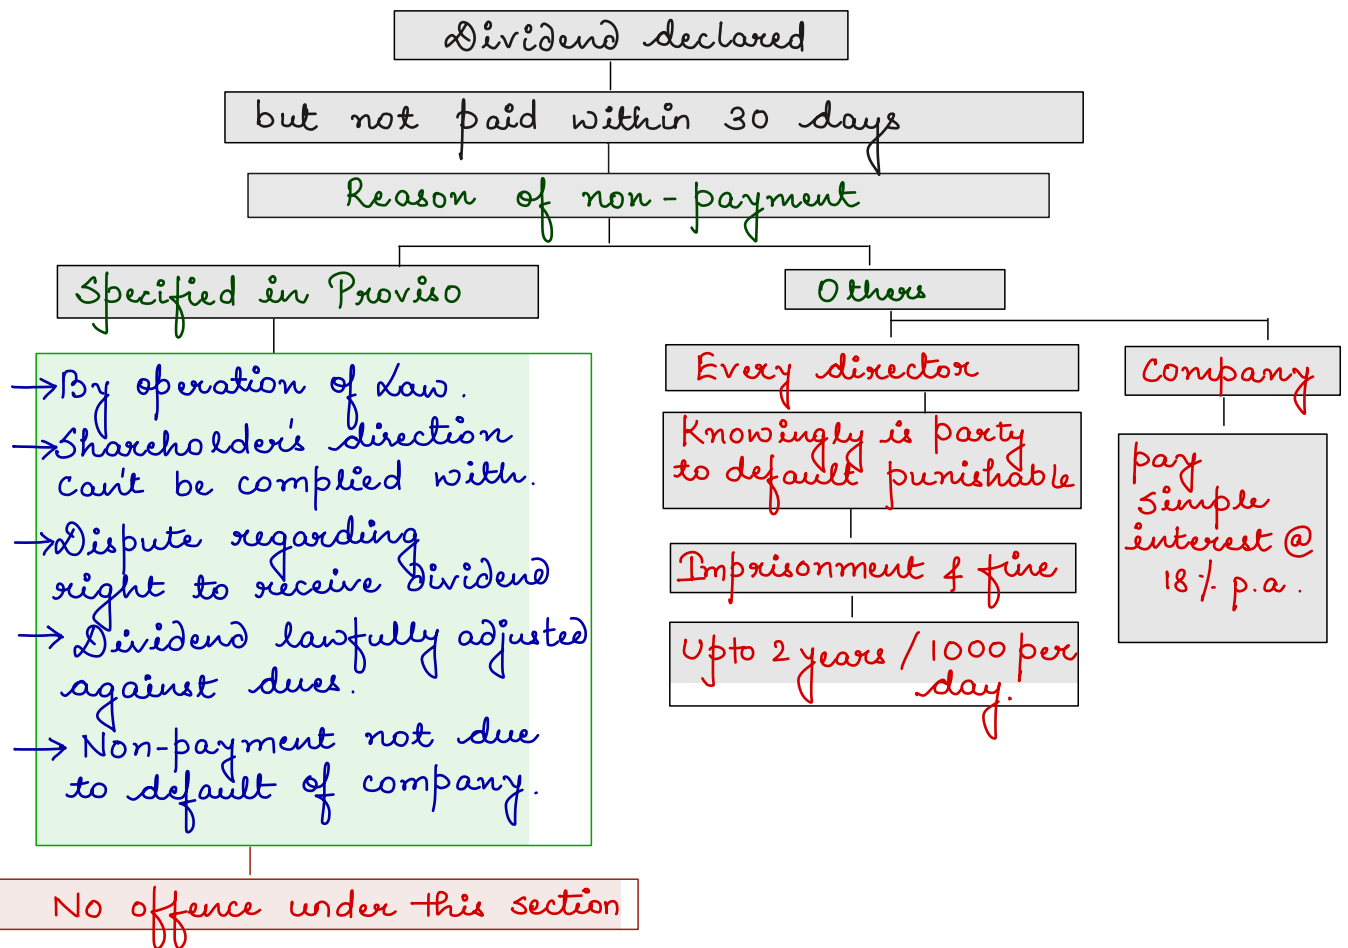 Dividend declared
but not paid within 30 days
Reason of non-payment
Specified in Proviso
→By operation of Law.
→Shareholder's direction
can't be complied with.
→Dispute regarding
right to receive dividend
→ Dividend lawfully adjusted
against dues.
→ Non-payment not due
to default of company.
No offence under this section
Others
Every director
Knowingly is party
to default punishable
Imprisonment & fine
Upto 2 years / 1000 per
day.
Company
pay
simple
interest @
18% p.a.